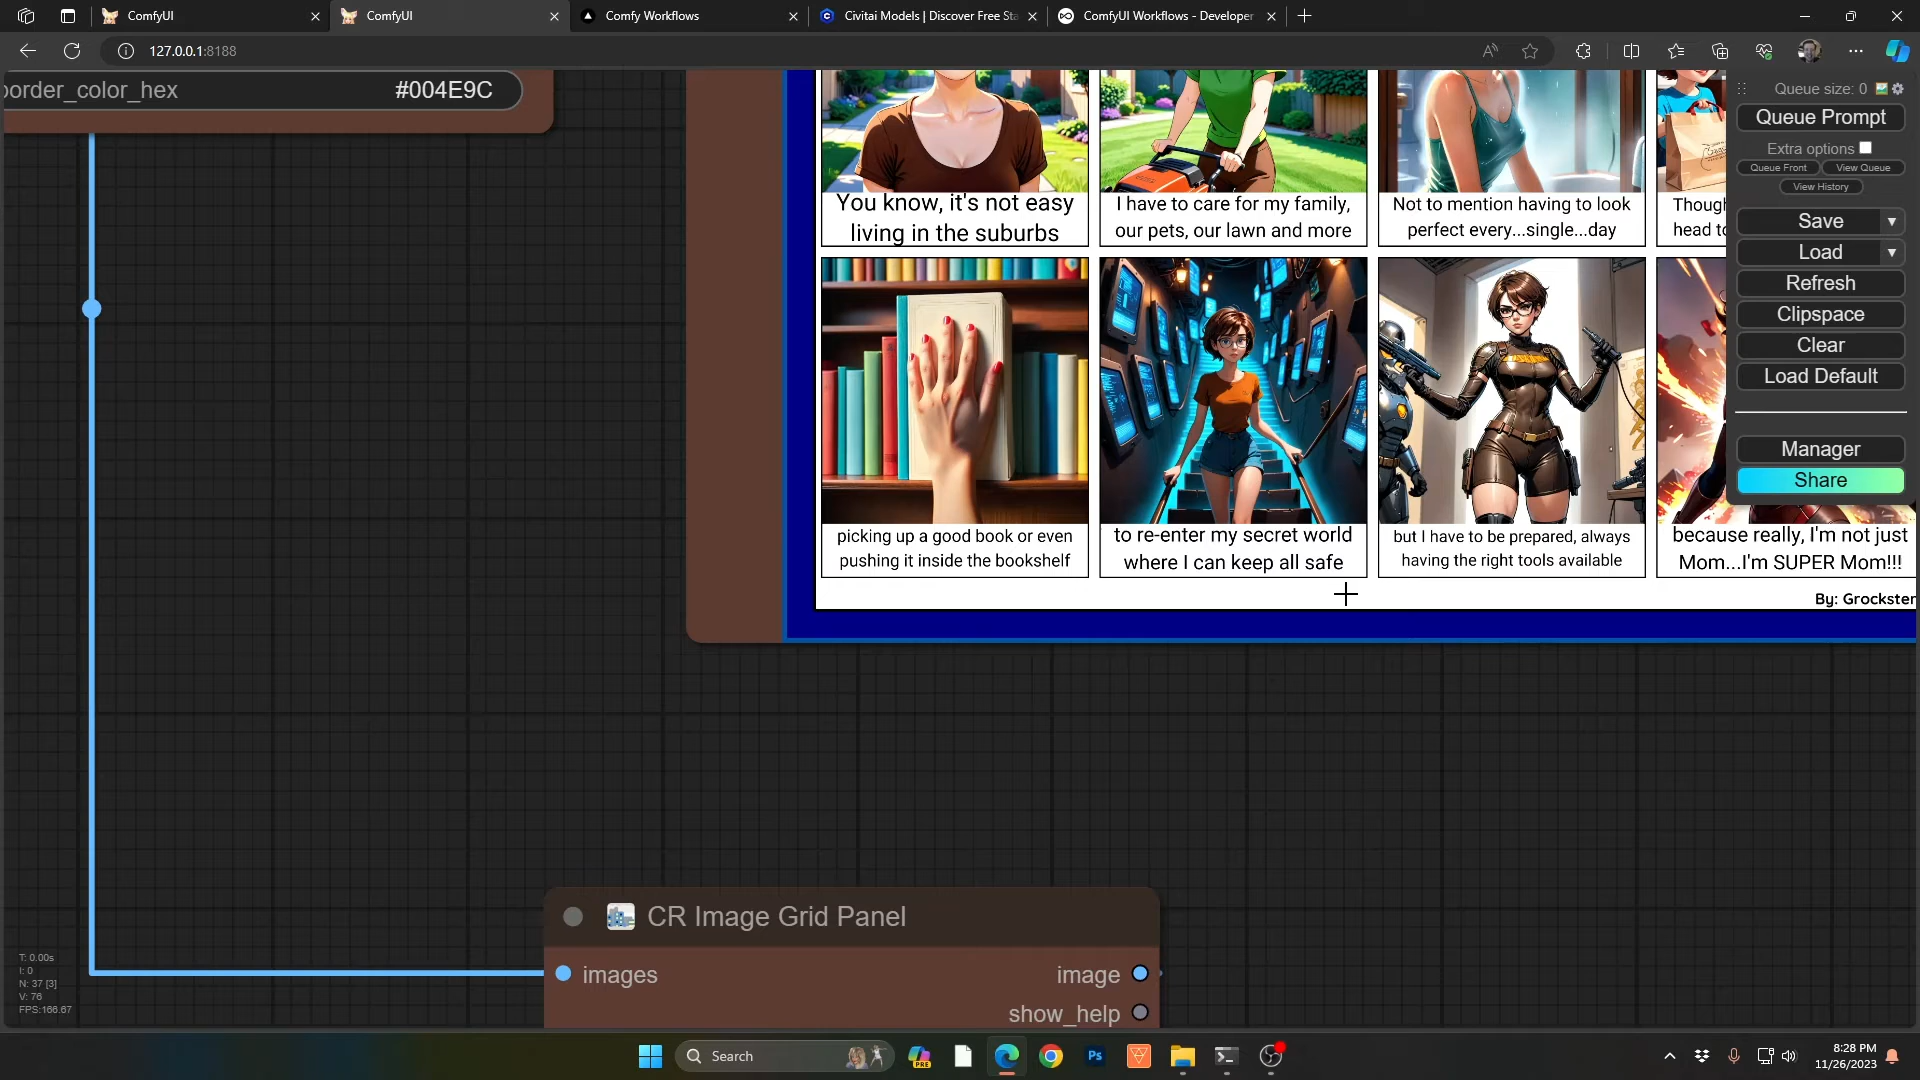 ComfyUI
ComfyUI
Comfy Workflows
Civitai Models | Discover Free Sta
ComfyUI Workflows - Developer
127.0.0.1:8188
border_color_hex
#004E9C
You know, it's not easy
living in the suburbs
I have to care for my family,
our pets, our lawn and more
Not to mention having to look
perfect every...single...day
Though
head to
picking up a good book or even
pushing it inside the bookshelf
to re-enter my secret world
where I can keep all safe
but I have to be prepared, always
having the right tools available
because really, I'm not just
Mom...I'm SUPER Mom!!!
By: Grockster
Queue size: 0
Queue Prompt
Extra options
Queue Front
View Queue
View History
Save
Load
Refresh
Clipspace
Clear
Load Default
Manager
Share
CR Image Grid Panel
images
image
show_help
T: 0.00s
I: 0
N: 37 [3]
V: 76
FPS:166.67
Search
PRE
Ps
8:28 PM
11/26/2023